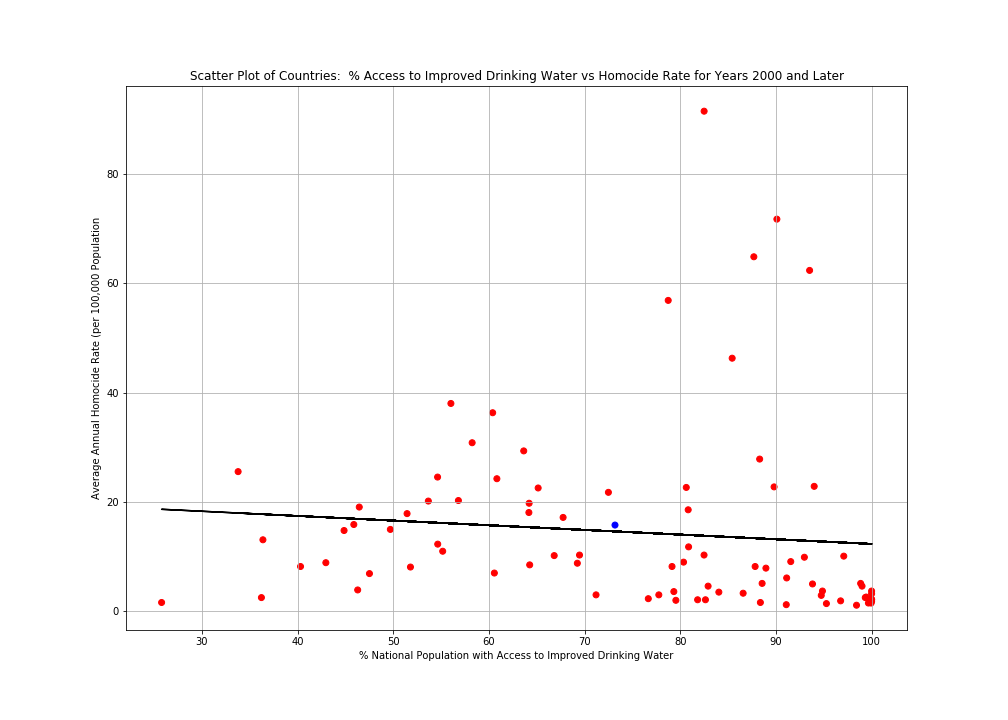 Scatter Plot of Countries:  % Access to Improved Drinking Water vs Homocide Rate for Years 2000 and Later
Average Annual Homocide Rate (per 100,000 Population
80
60
40
20
0
30 40 50 60 70 80 90 100
% National Population with Access to Improved Drinking Water